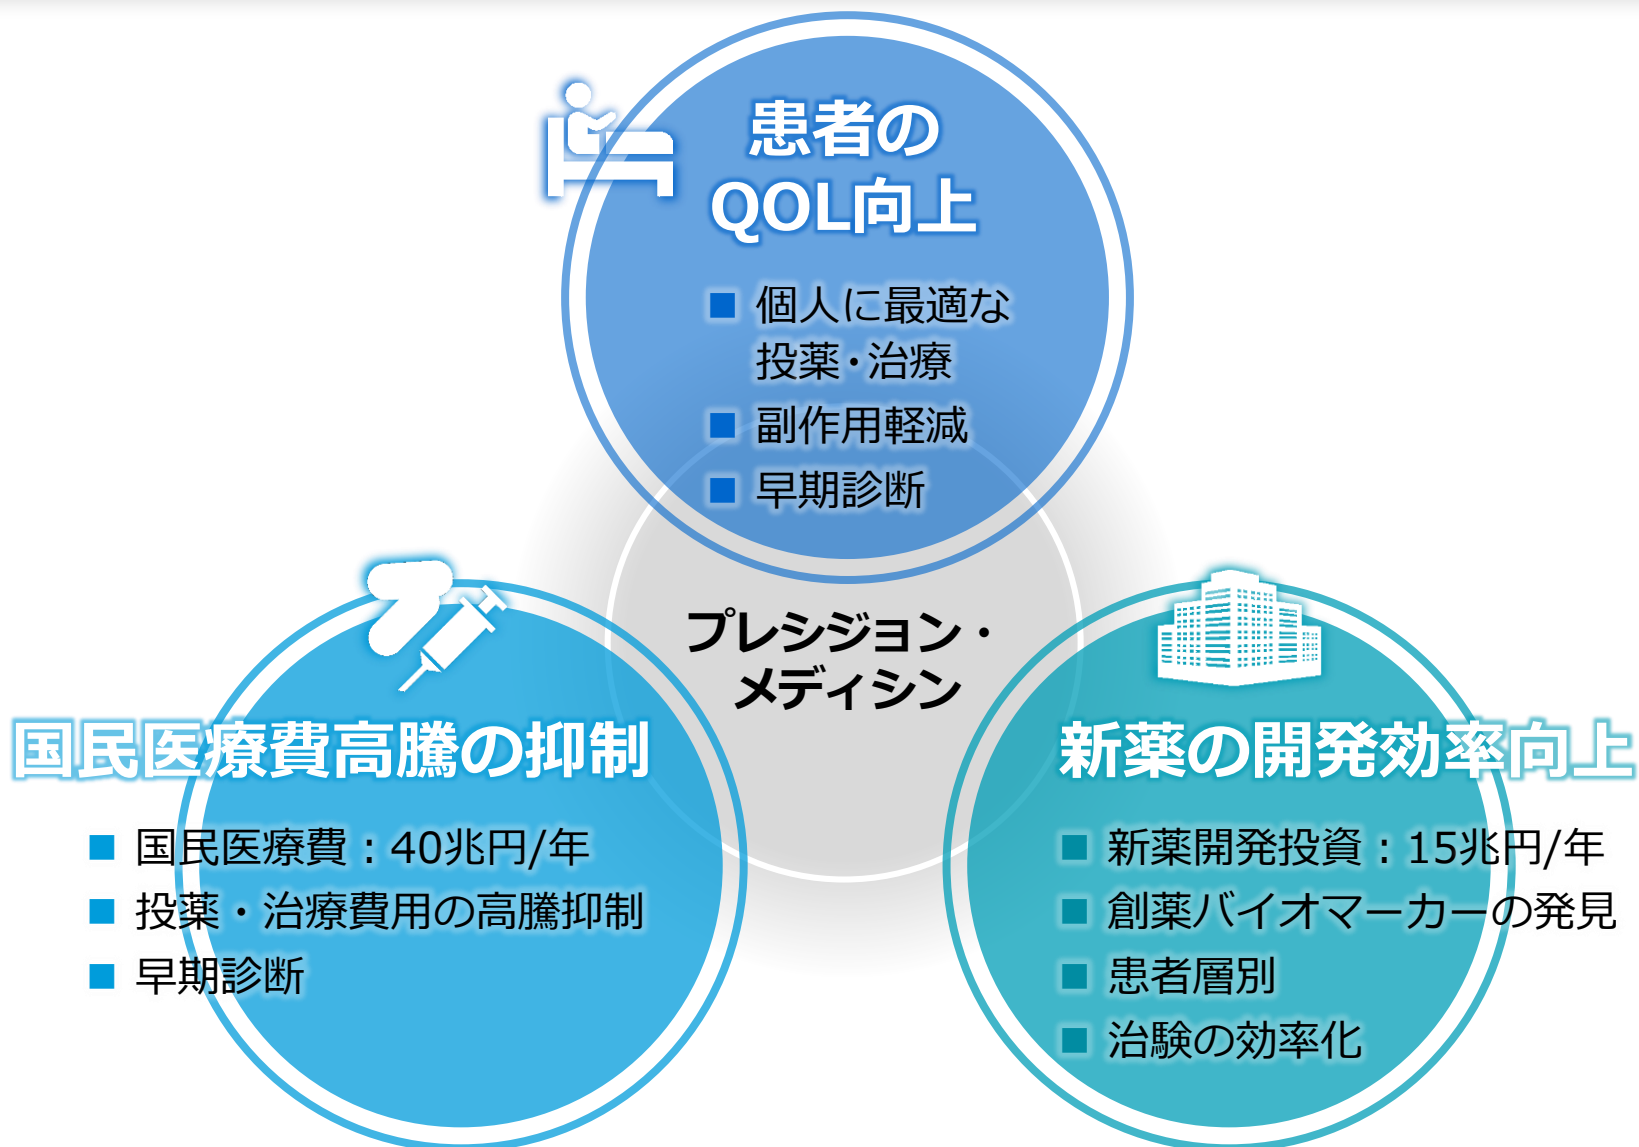 患者の
QOL向上
■ 個人に最適な
投薬・治療
■ 副作用軽減
■ 早期診断
プレシジョン・
メディシン
国民医療費高騰の抑制
■ 国民医療費：40兆円/年
■ 投薬・治療費用の高騰抑制
■ 早期診断
新薬の開発効率向上
■ 新薬開発投資：15兆円/年
■ 創薬バイオマーカーの発見
■ 患者層別
■ 治験の効率化